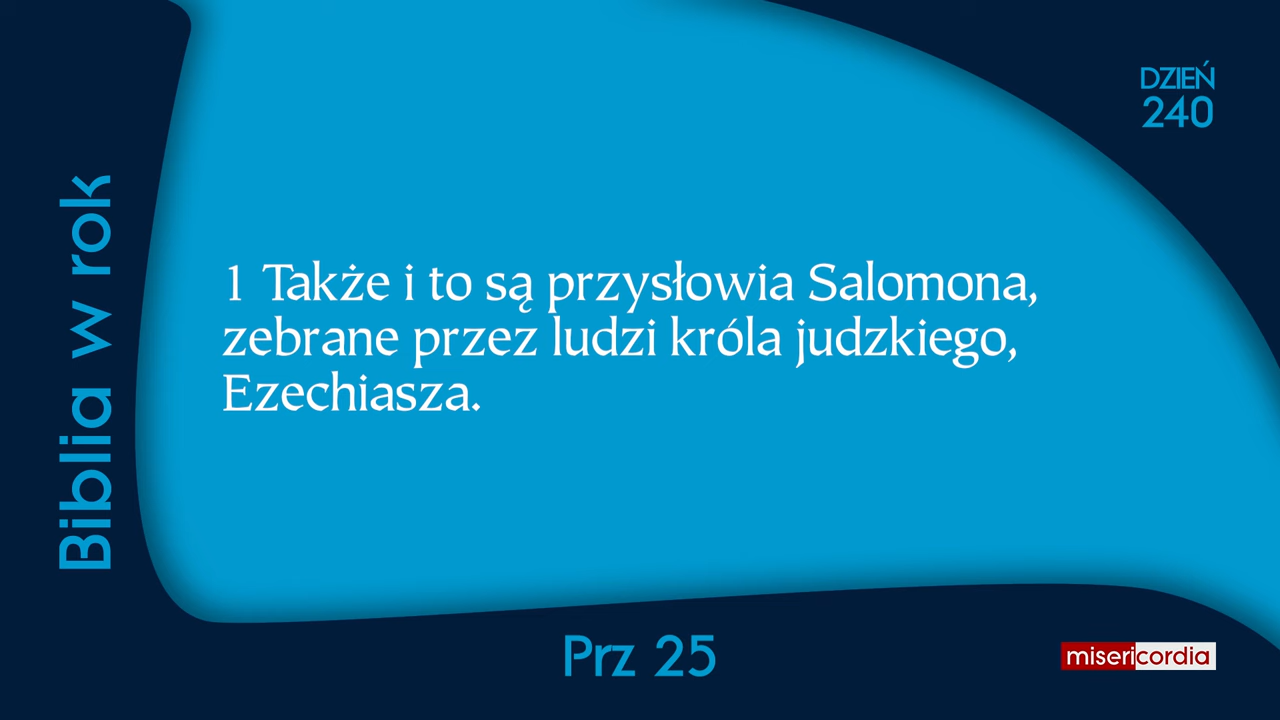 DZIEŃ
240
Biblia w rok
1 Także i to są przysłowia Salomona,
zebrane przez ludzi króla judzkiego,
Ezechiasza.
Prz 25
misericordia